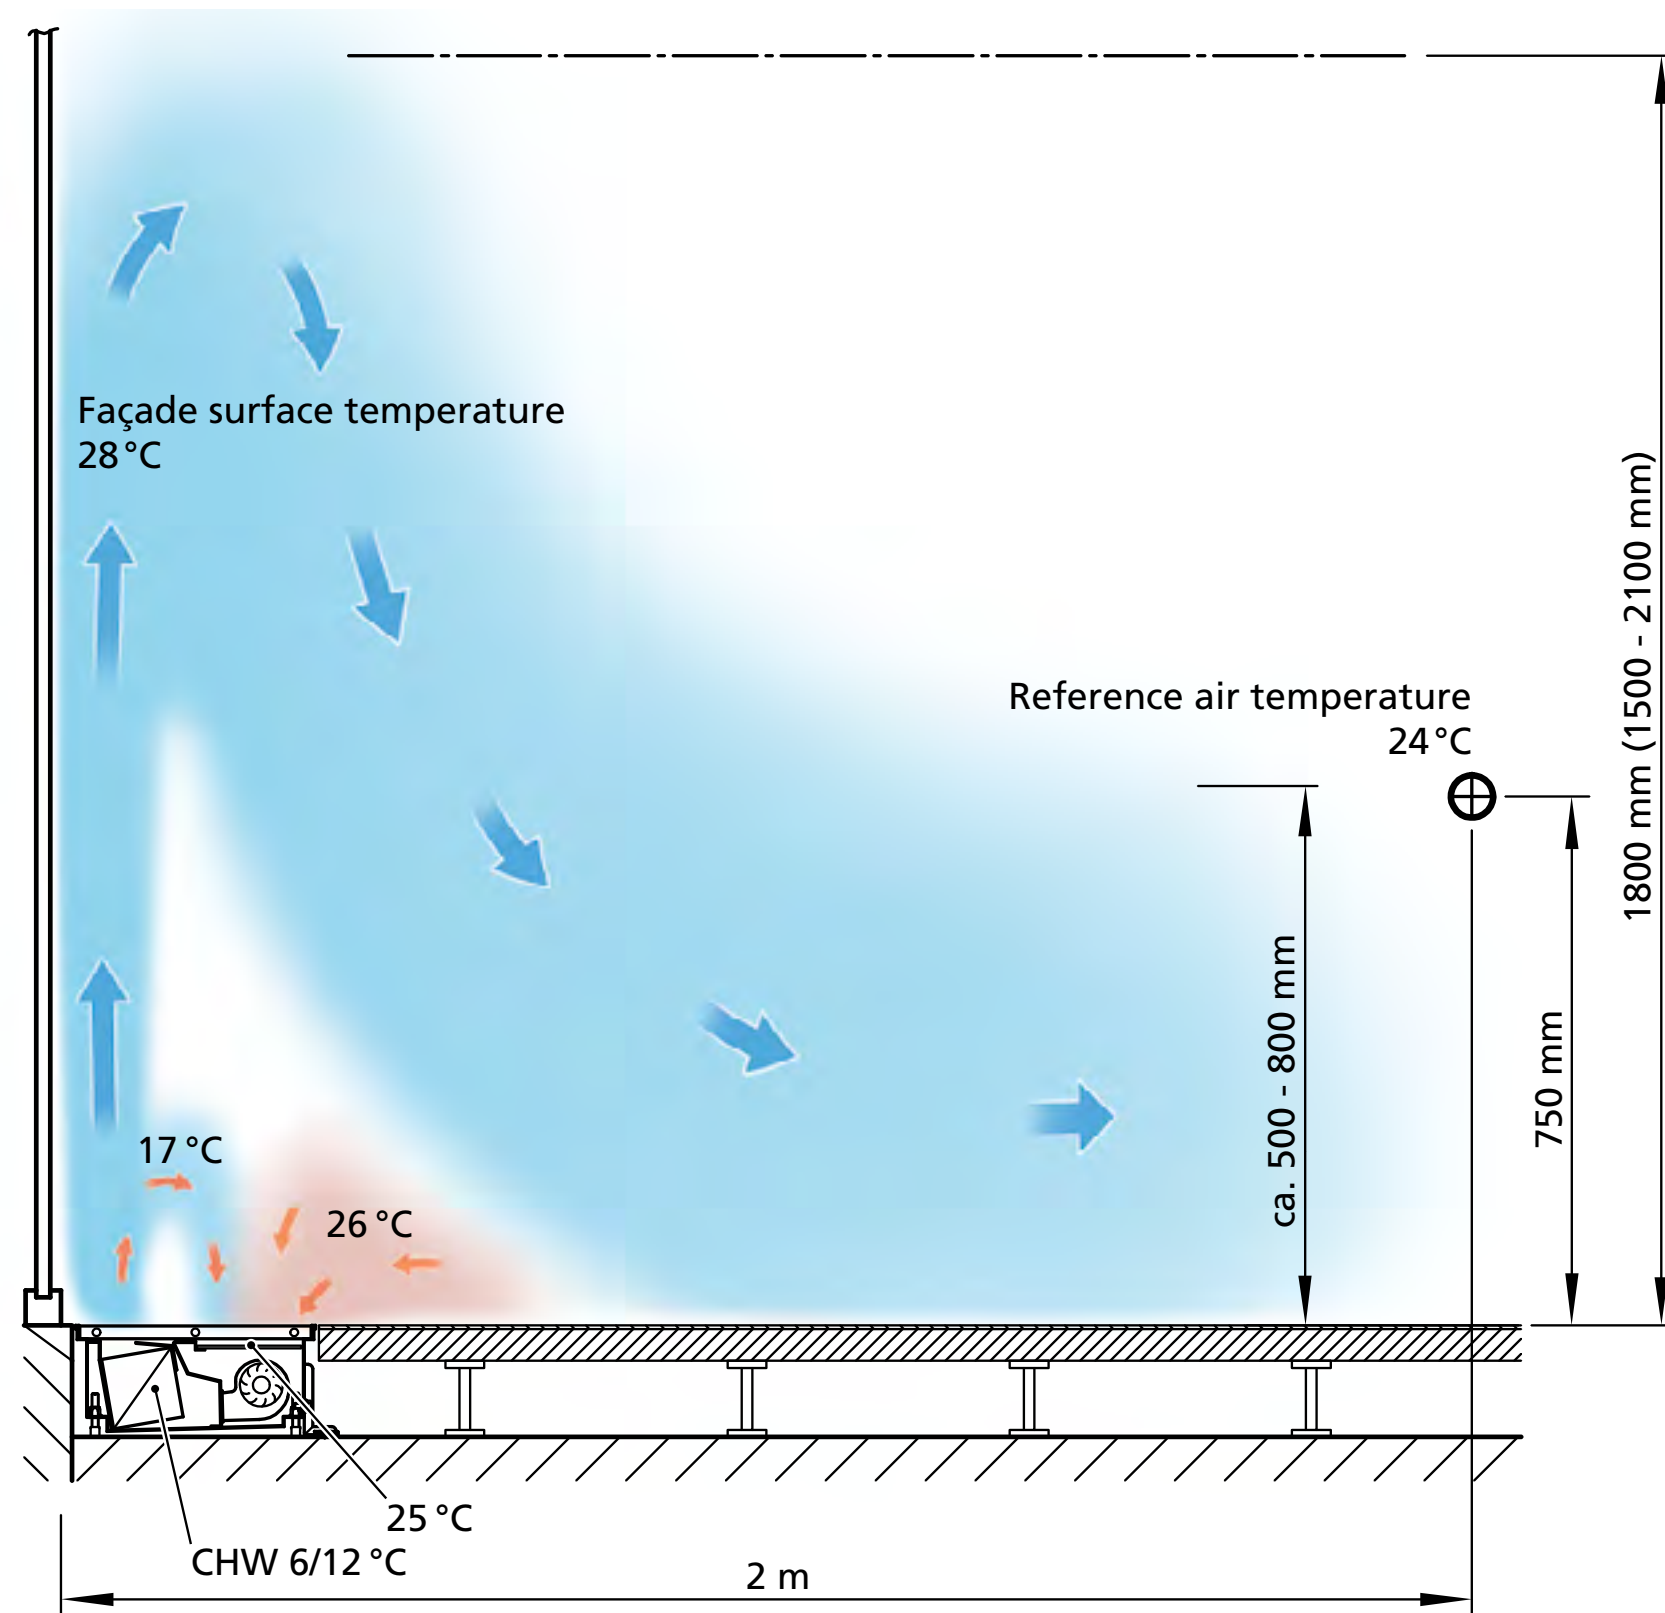 Façade surface temperature
28 °C
Reference air temperature
24 °C
1800 mm (1500 - 2100 mm)
ca. 500 - 800 mm
750 mm
17 °C
26 °C
25 °C
CHW 6/12 °C
2 m